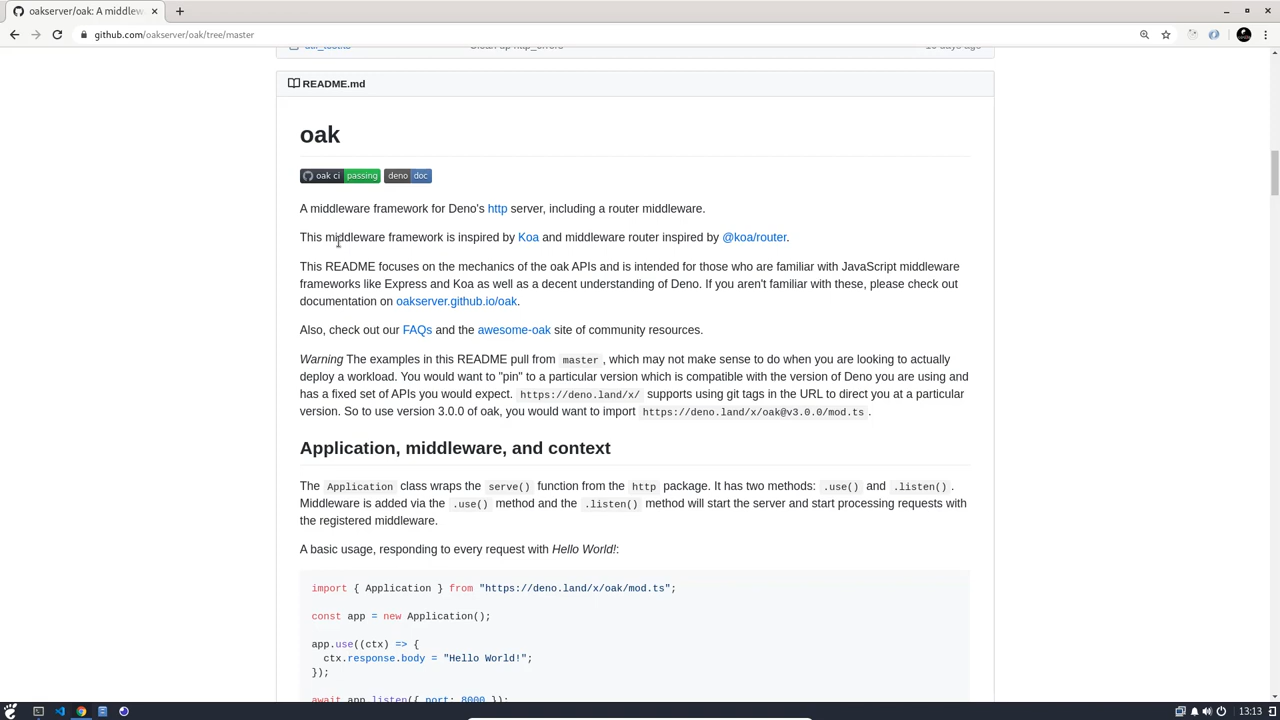 oakserver/oak: A middlew
github.com/oakserver/oak/tree/master
README.md
oak
oak ci passing deno doc
A middleware framework for Deno's http server, including a router middleware.
This middleware framework is inspired by Koa and middleware router inspired by @koa/router.
This README focuses on the mechanics of the oak APIs and is intended for those who are familiar with JavaScript middleware
frameworks like Express and Koa as well as a decent understanding of Deno. If you aren't familiar with these, please check out
documentation on oakserver.github.io/oak.
Also, check out our FAQs and the awesome-oak site of community resources.
Warning The examples in this README pull from master, which may not make sense to do when you are looking to actually
deploy a workload. You would want to "pin" to a particular version which is compatible with the version of Deno you are using and
has a fixed set of APIs you would expect. https://deno.land/x/ supports using git tags in the URL to direct you at a particular
version. So to use version 3.0.0 of oak, you would want to import https://deno.land/x/oak@v3.0.0/mod.ts.
Application, middleware, and context
The Application class wraps the serve() function from the http package. It has two methods: .use() and .listen().
Middleware is added via the .use() method and the .listen() method will start the server and start processing requests with
the registered middleware.
A basic usage, responding to every request with Hello World!:
import { Application } from "https://deno.land/x/oak/mod.ts";
const app = new Application();
app.use((ctx) => {
  ctx.response.body = "Hello World!";
});
await app.listen({ port: 8000 });
13:13